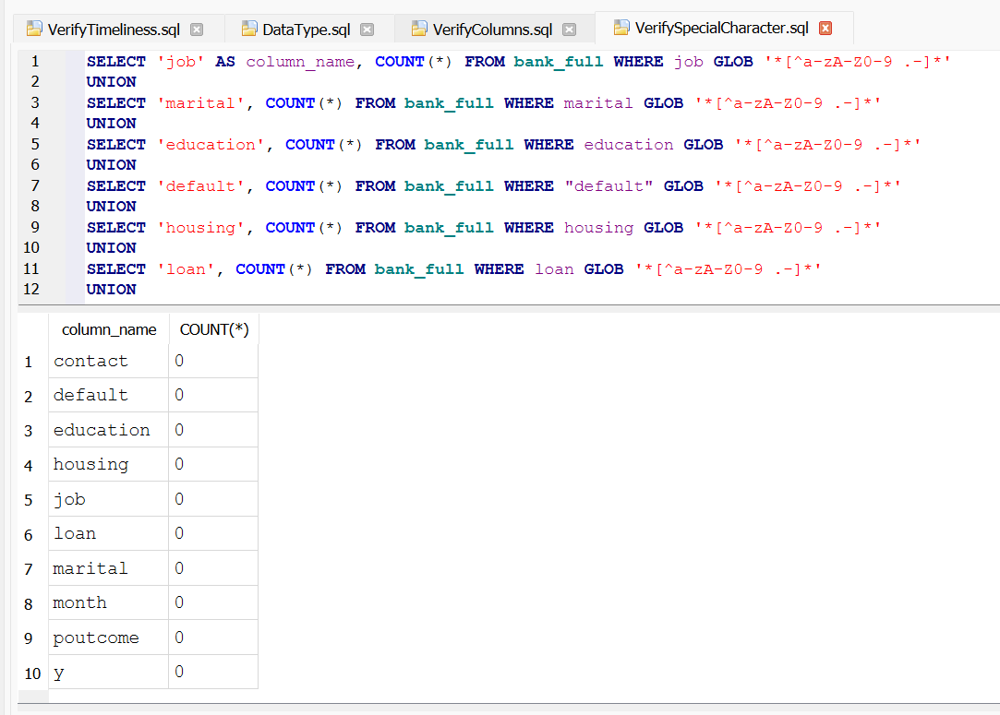 VerifyTimeliness.sql DataType.sql VerifyColumns.sql VerifySpecialCharacter.sql
1 SELECT 'job' AS column_name, COUNT(*) FROM bank_full WHERE job GLOB '*[^a-zA-Z0-9 .-]*'
2 UNION
3 SELECT 'marital', COUNT(*) FROM bank_full WHERE marital GLOB '*[^a-zA-Z0-9 .-]*'
4 UNION
5 SELECT 'education', COUNT(*) FROM bank_full WHERE education GLOB '*[^a-zA-Z0-9 .-]*'
6 UNION
7 SELECT 'default', COUNT(*) FROM bank_full WHERE "default" GLOB '*[^a-zA-Z0-9 .-]*'
8 UNION
9 SELECT 'housing', COUNT(*) FROM bank_full WHERE housing GLOB '*[^a-zA-Z0-9 .-]*'
10 UNION
11 SELECT 'loan', COUNT(*) FROM bank_full WHERE loan GLOB '*[^a-zA-Z0-9 .-]*'
12 UNION
column_name COUNT(*)
1 contact 0
2 default 0
3 education 0
4 housing 0
5 job 0
6 loan 0
7 marital 0
8 month 0
9 poutcome 0
10 y 0